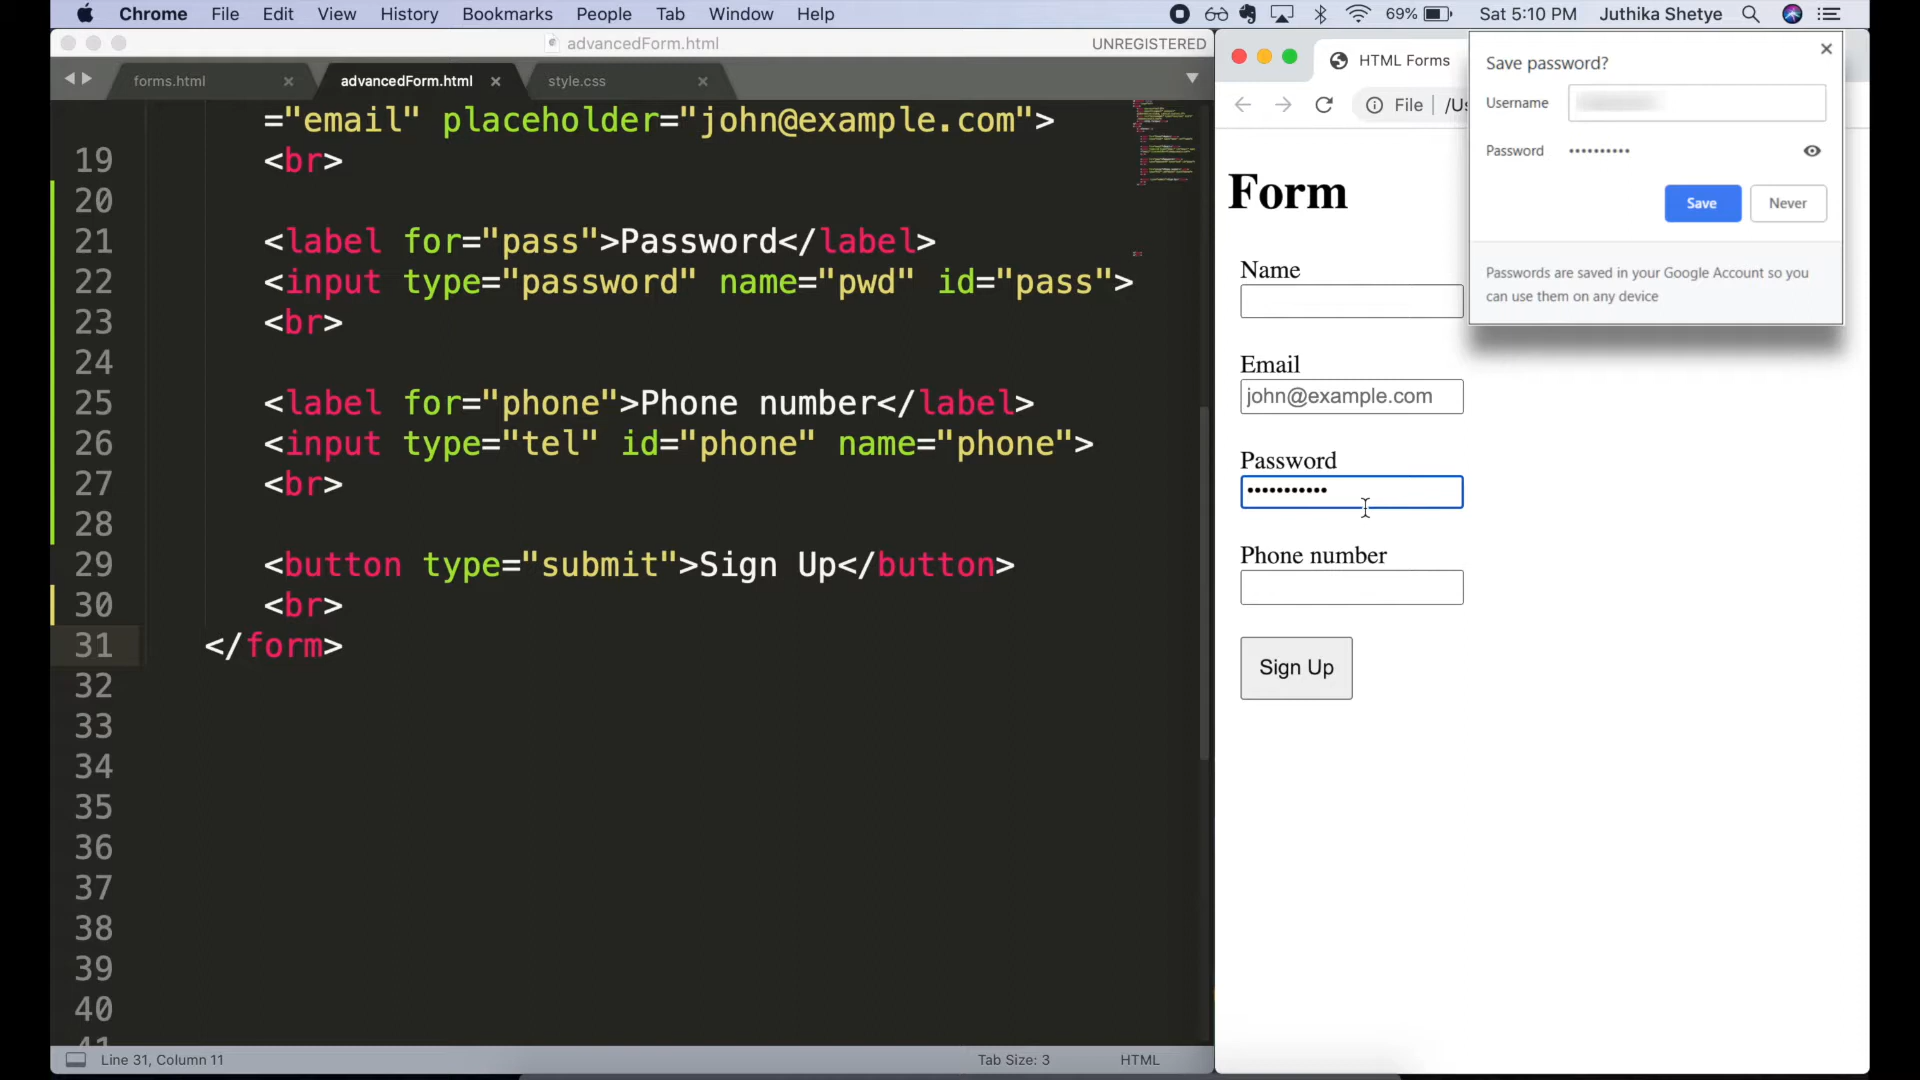 Chrome File Edit View History Bookmarks People Tab Window Help 69% Sat 5:10 PM Juthika Shetye
advancedForm.html UNREGISTERED
forms.html × advancedForm.html × style.css ×
="email" placeholder="john@example.com">
19 <br>
20
21 <label for="pass">Password</label>
22 <input type="password" name="pwd" id="pass">
23 <br>
24
25 <label for="phone">Phone number</label>
26 <input type="tel" id="phone" name="phone">
27 <br>
28
29 <button type="submit">Sign Up</button>
30 <br>
31 </form>
32
33
34
35
36
37
38
39
40
41
Line 31, Column 11 Tab Size: 3 HTML
HTML Forms
File /Us
Save password?
Username
Password ••••••••••
Save Never
Passwords are saved in your Google Account so you
can use them on any device
Form
Name
Email
john@example.com
Password
•••••••••••
Phone number
Sign Up